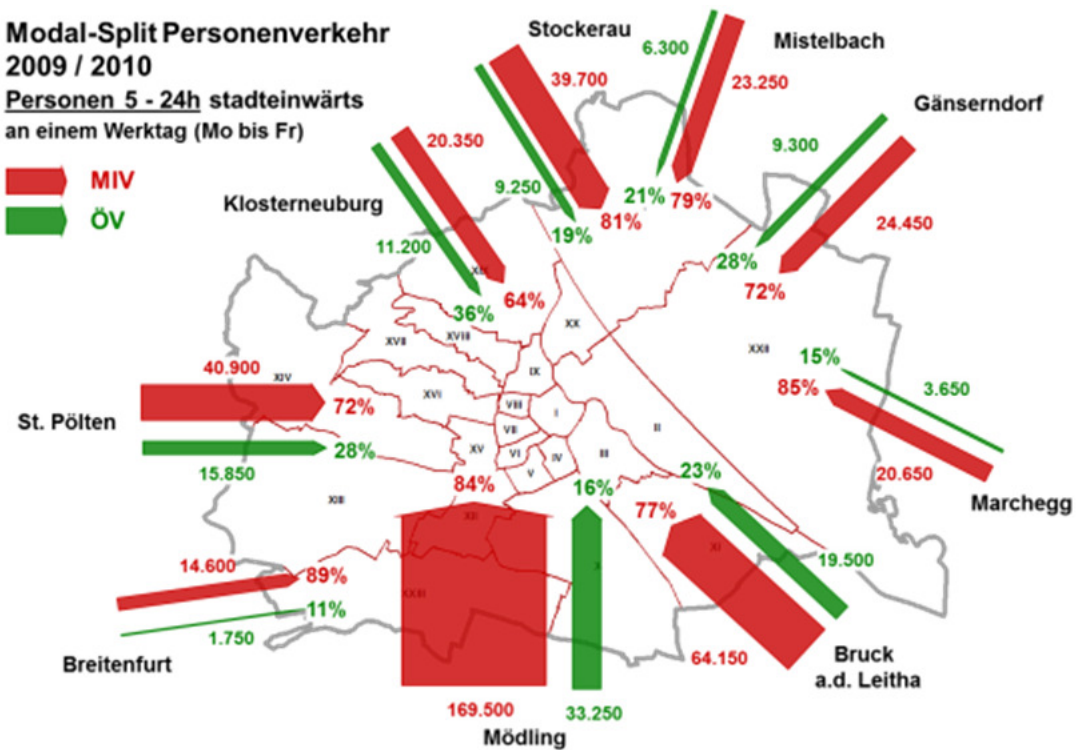 Modal-Split Personenverkehr
2009 / 2010
Personen 5 - 24h stadteinwärts
an einem Werktag (Mo bis Fr)
MIV
ÖV
Stockerau
39.700
9.250
19%
81%
Mistelbach
6.300
23.250
21%
79%
Gänserndorf
9.300
24.450
28%
72%
Klosterneuburg
20.350
11.200
36%
64%
St. Pölten
40.900
72%
28%
15.850
Marchegg
15%
85%
3.650
20.650
Breitenfurt
14.600
89%
11%
1.750
Mödling
84%
16%
169.500
33.250
Bruck
a.d. Leitha
23%
77%
19.500
64.150
XX
XVII
XVIII
IX
XXII
XIV
XVI
VIII
I
VII
II
XV
VI
IV
III
V
XIII
XII
XI
X
XXIII